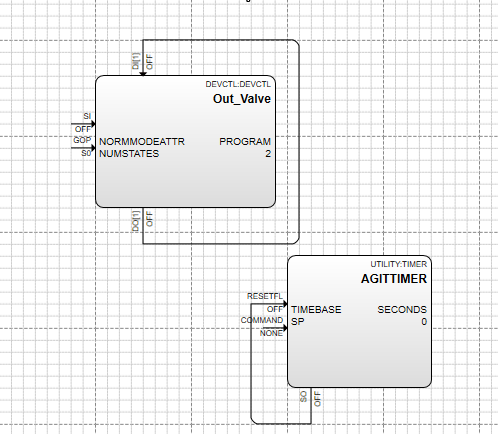 DI[1]
OFF
DEVCTL:DEVCTL
Out_Valve
SI
OFF
GOP
S0
NORMMODEATTR PROGRAM
NUMSTATES 2
DO[1]
OFF
UTILITY:TIMER
AGITTIMER
RESETFL
OFF
COMMAND
NONE
TIMEBASE SECONDS
SP 0
SO
OFF